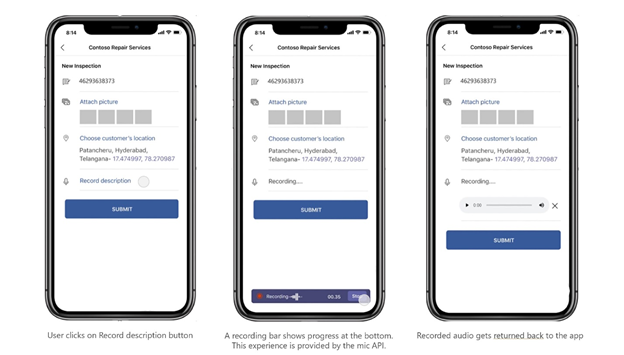 8:14
Contoso Repair Services
New Inspection
46293638373
Attach picture
Choose customer's location
Patancheru, Hyderabad,
Telangana- 17.474997, 78.270987
Record description
SUBMIT
User clicks on Record description button
8:14
Contoso Repair Services
New Inspection
46293638373
Attach picture
Choose customer's location
Patancheru, Hyderabad,
Telangana- 17.474997, 78.270987
Recording....
SUBMIT
Recording
00.35
A recording bar shows progress at the bottom.
This experience is provided by the mic API.
8:14
Contoso Repair Services
New Inspection
46293638373
Attach picture
Choose customer's location
Patancheru, Hyderabad,
Telangana- 17.474997, 78.270987
Recording....
0:00
SUBMIT
Recorded audio gets returned back to the app